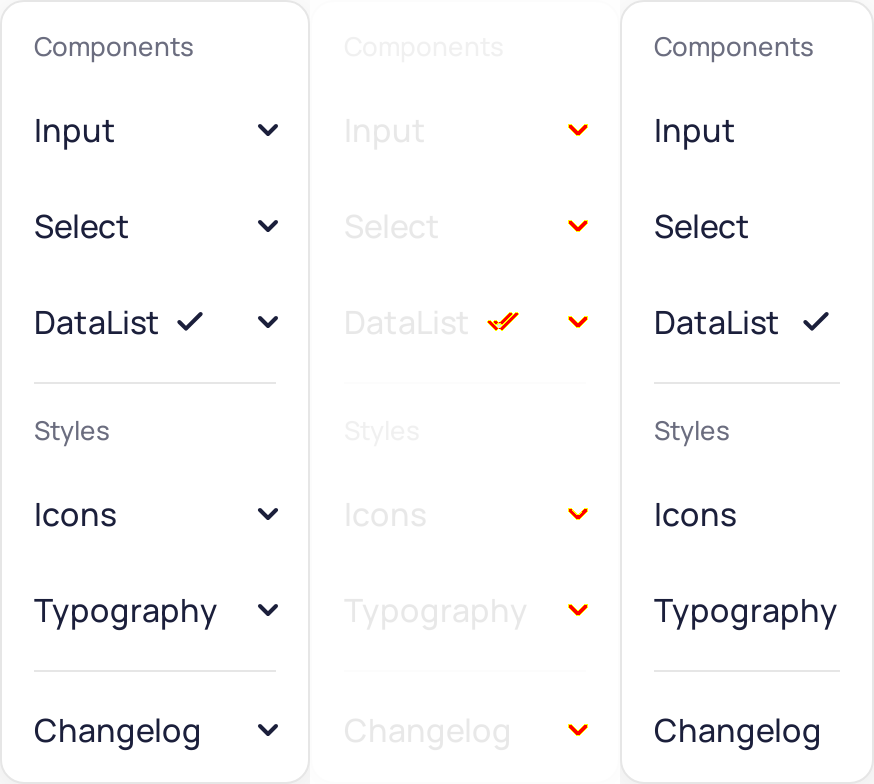 Components
Input
Select
DataList
Styles
Icons
Typography
Changelog
Components
Input
Select
DataList
Styles
Icons
Typography
Changelog
Components
Input
Select
DataList
Styles
Icons
Typography
Changelog